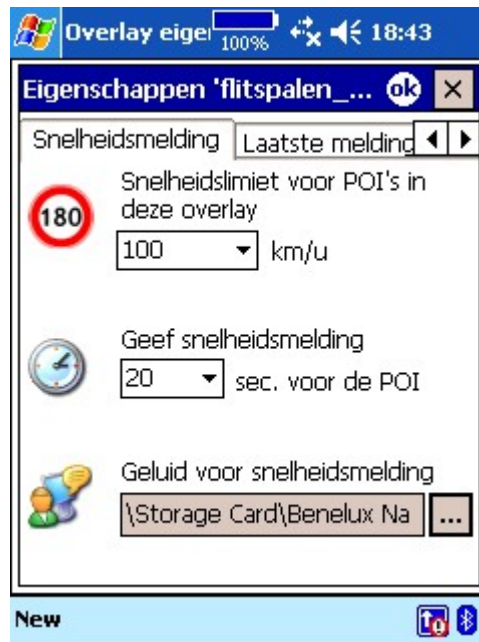 Overlay eige
100%
18:43
Eigenschappen 'flitspalen_... ok
Snelheidsmelding
Laatste melding
180
Snelheidslimiet voor POI's in
deze overlay
100 km/u
Geef snelheidsmelding
20 sec. voor de POI
Geluid voor snelheidsmelding
\Storage Card\Benelux Na ...
New